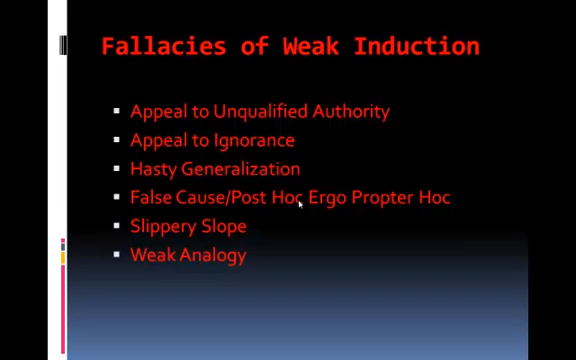 Fallacies of Weak Induction
Appeal to Unqualified Authority
Appeal to Ignorance
Hasty Generalization
False Cause/Post Hoc Ergo Propter Hoc
Slippery Slope
Weak Analogy